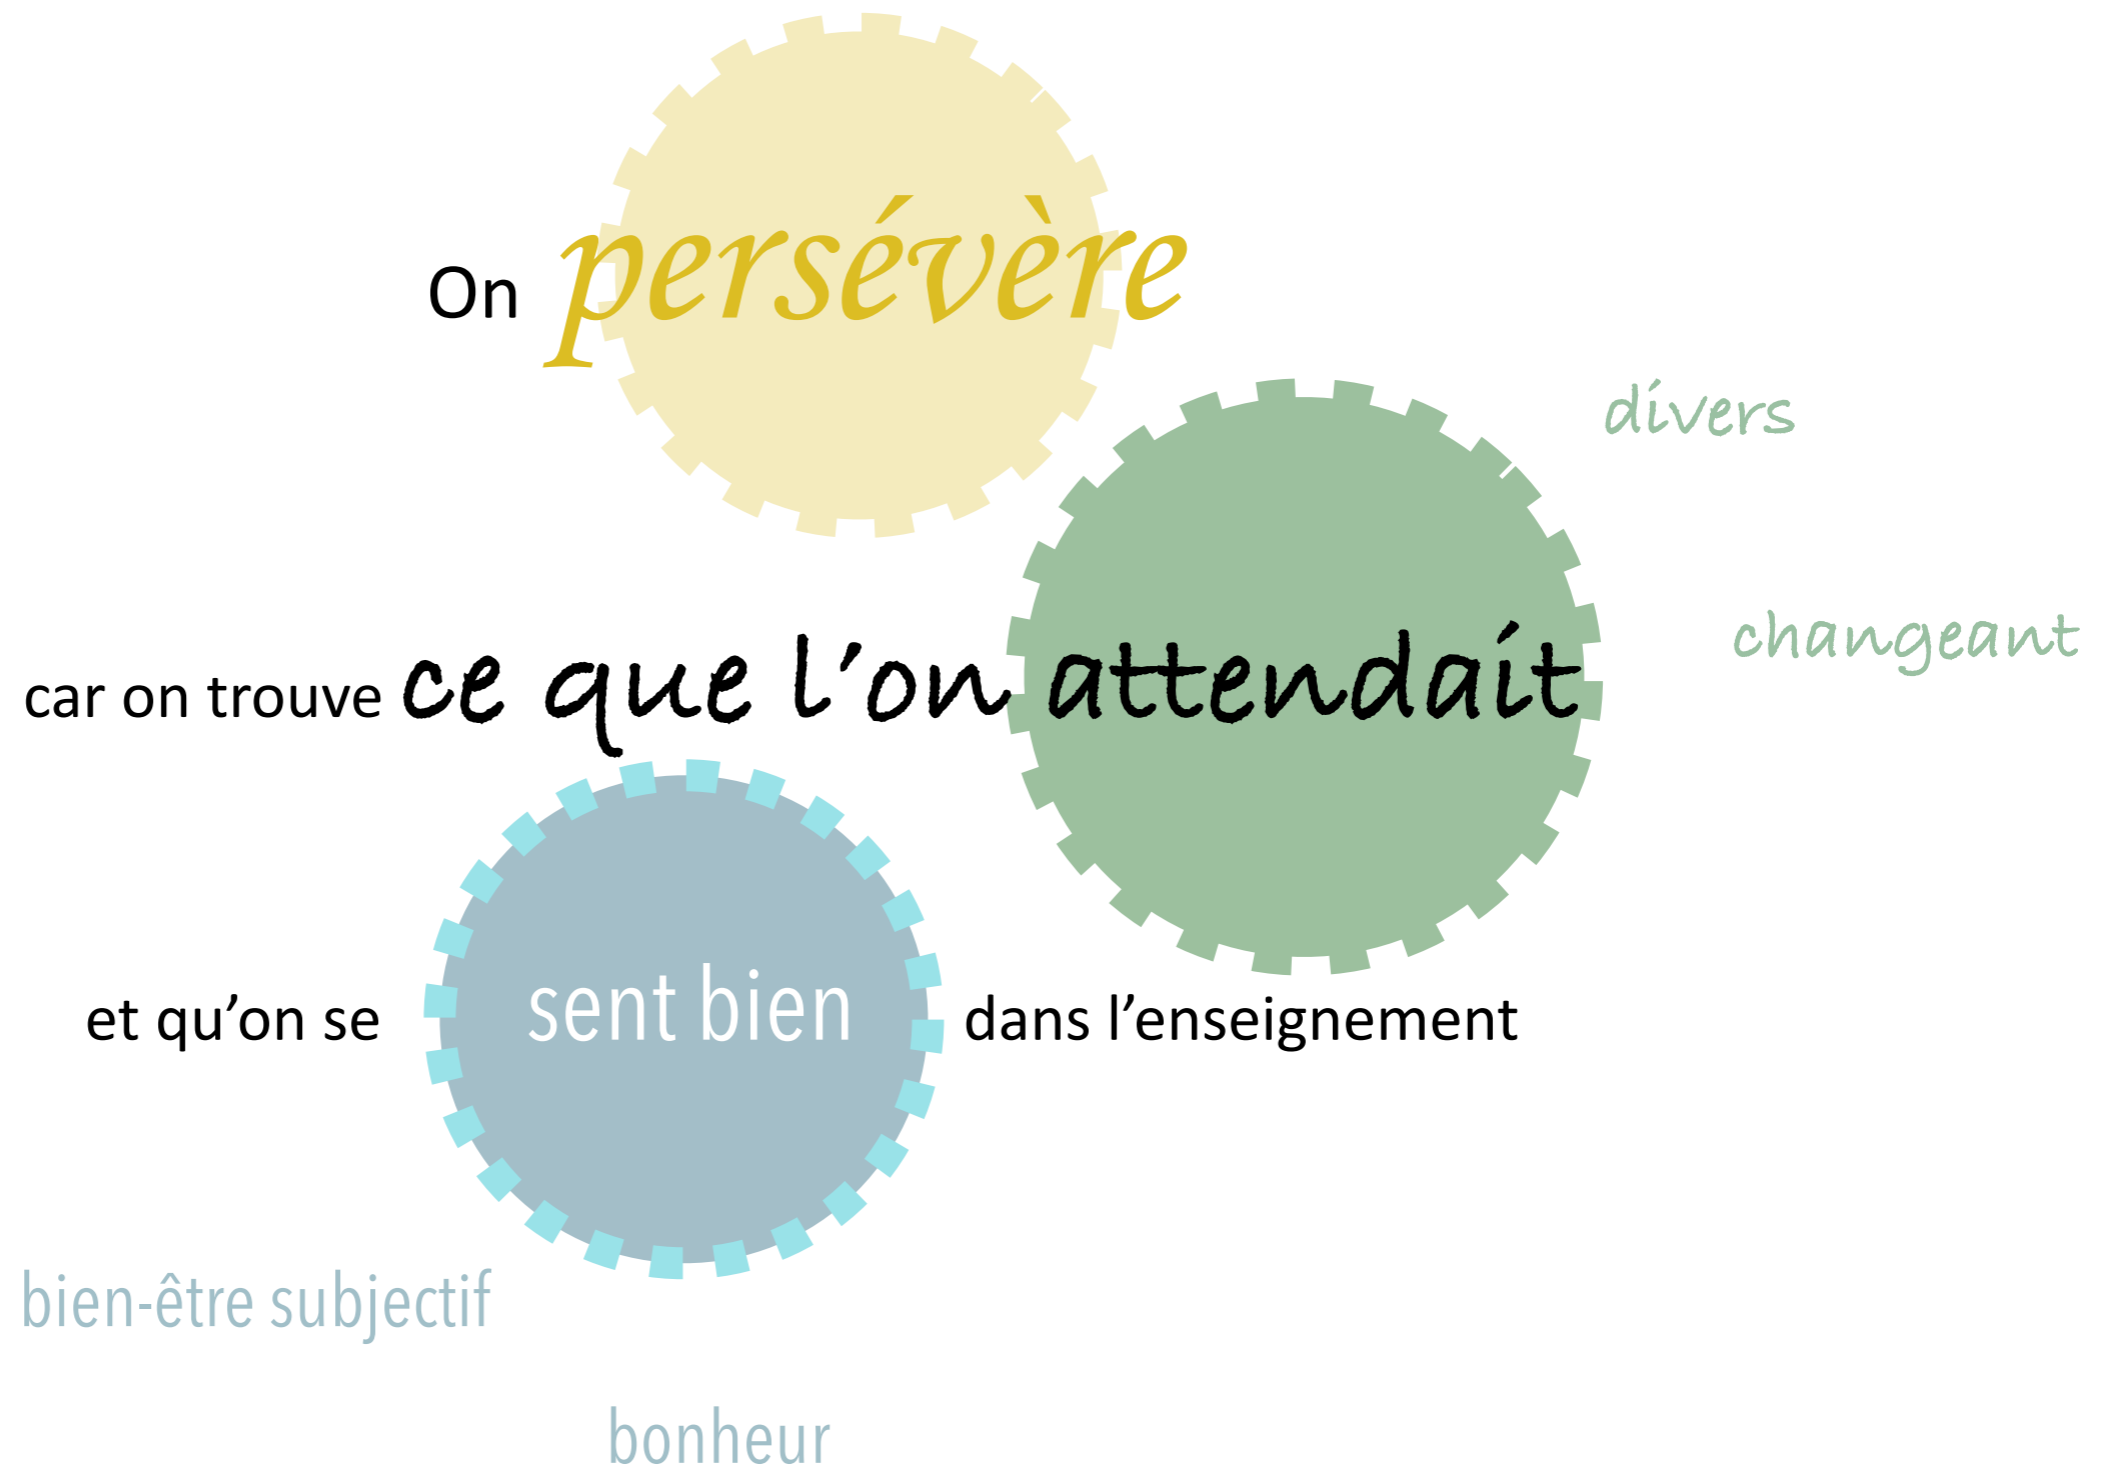 On persévère
divers
changeant
car on trouve ce que l’on attendait
et qu’on se sent bien dans l’enseignement
bien-être subjectif
bonheur